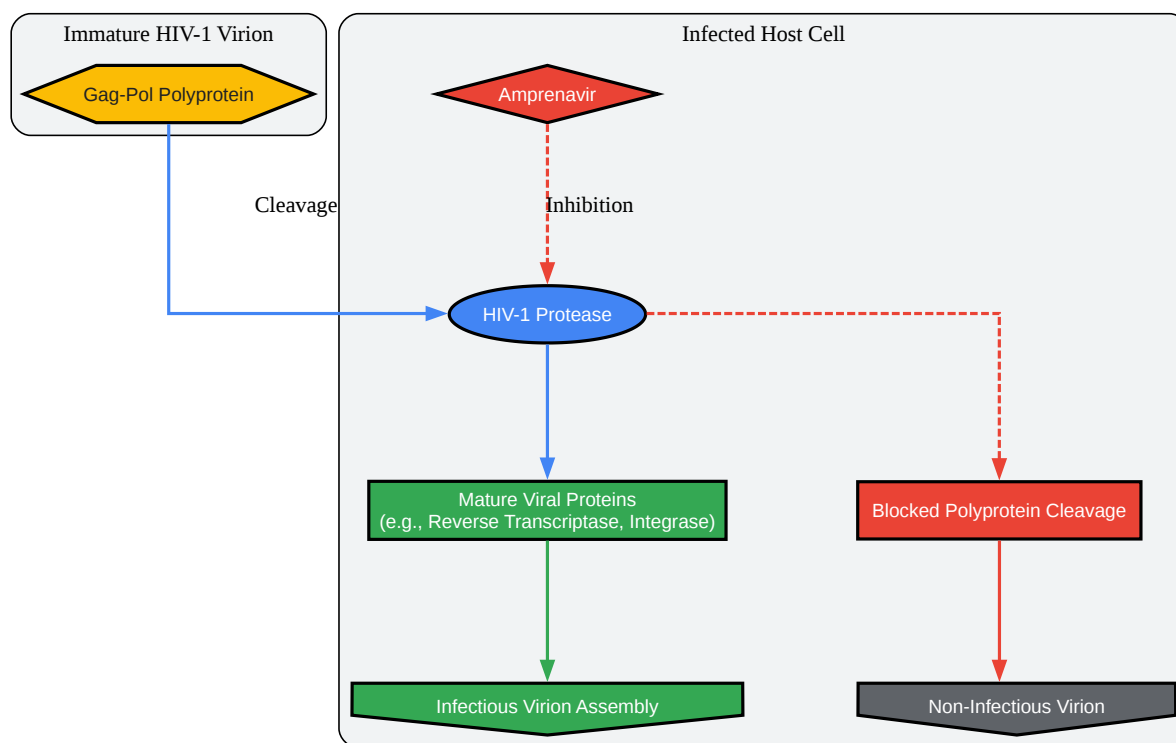 Immature HIV-1 Virion
Infected Host Cell
Gag-Pol Polyprotein
Amprenavir
Cleavage
Inhibition
HIV-1 Protease
Mature Viral Proteins
(e.g., Reverse Transcriptase, Integrase)
Blocked Polyprotein Cleavage
Infectious Virion Assembly
Non-Infectious Virion